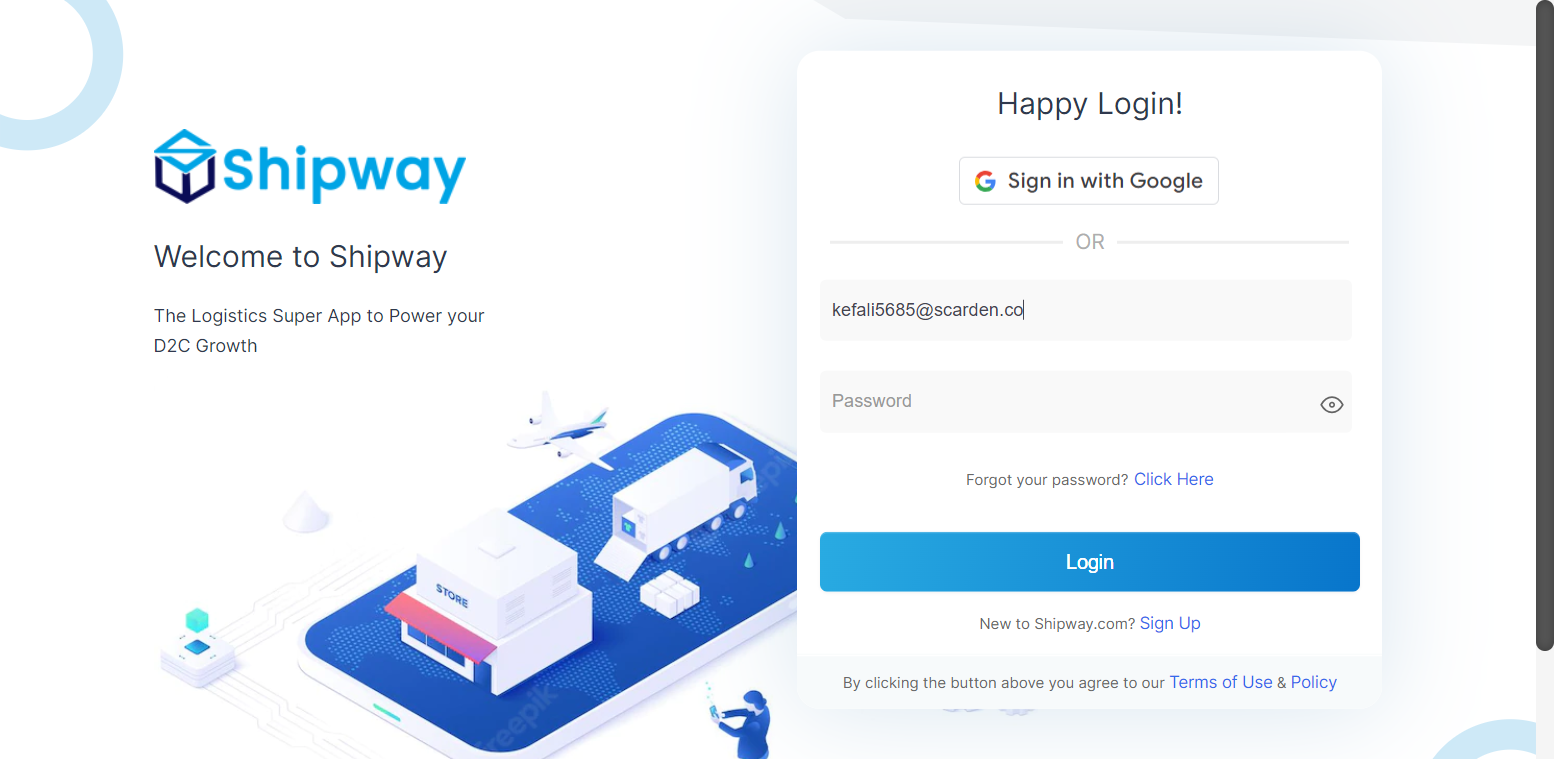 Shipway
Welcome to Shipway
The Logistics Super App to Power your
D2C Growth
STORE
freepik
Happy Login!
Sign in with Google
OR
kefali5685@scarden.co
Password
Forgot your password? Click Here
Login
New to Shipway.com? Sign Up
By clicking the button above you agree to our Terms of Use & Policy